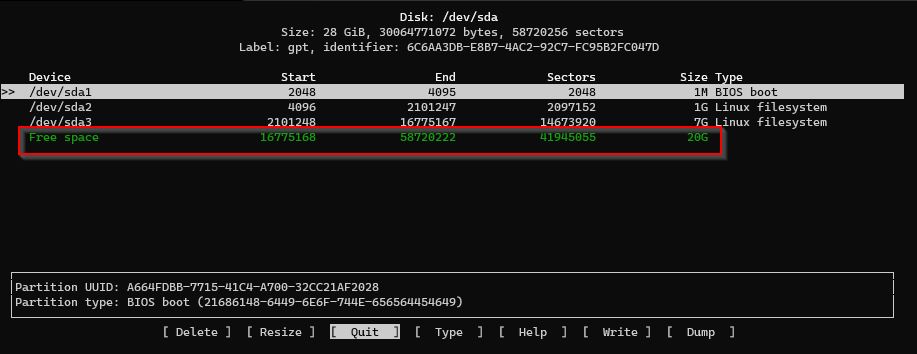 Disk: /dev/sda
Size: 28 GiB, 30064771072 bytes, 58720256 sectors
Label: gpt, identifier: 6C6AA3DB-E8B7-4AC2-92C7-FC95B2FC047D
Device Start End Sectors Size Type
>> /dev/sda1 2048 4095 2048 1M BIOS boot
/dev/sda2 4096 2101247 2097152 1G Linux filesystem
/dev/sda3 2101248 16775167 14673920 7G Linux filesystem
Free space 16775168 58720222 41945055 20G
Partition UUID: A664FDBB-7715-41C4-A700-32CC21AF2028
Partition type: BIOS boot (21686148-6449-6E6F-744E-656564454649)
[ Delete ] [ Resize ] [ Quit ] [ Type ] [ Help ] [ Write ] [ Dump ]